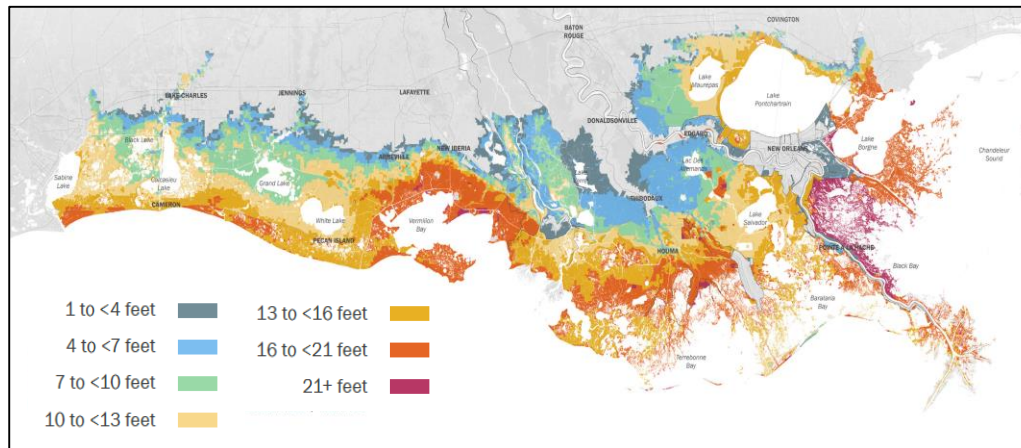 COVINGTON
BATON
ROUGE
Lake
Maurepas
Lake
Pontchartrain
LAKE CHARLES
JENNINGS
LAFAYETTE
DONALDSONVILLE
EDGARD
NEW ORLEANS
Lake
Borgne
Chandeleur
Sound
Black Lake
NEW IBERIA
ABBEVILLE
Lac Des
Allemands
Sabine
Lake
Calcasieu
Lake
Grand Lake
THIBODAUX
CAMERON
White Lake
Vermilion
Bay
Lake
Salvador
PECAN ISLAND
HOUMA
POINTE A LA HACHE
Black Bay
Barataria
Bay
Terrebonne
Bay
1 to <4 feet
4 to <7 feet
7 to <10 feet
10 to <13 feet
13 to <16 feet
16 to <21 feet
21+ feet